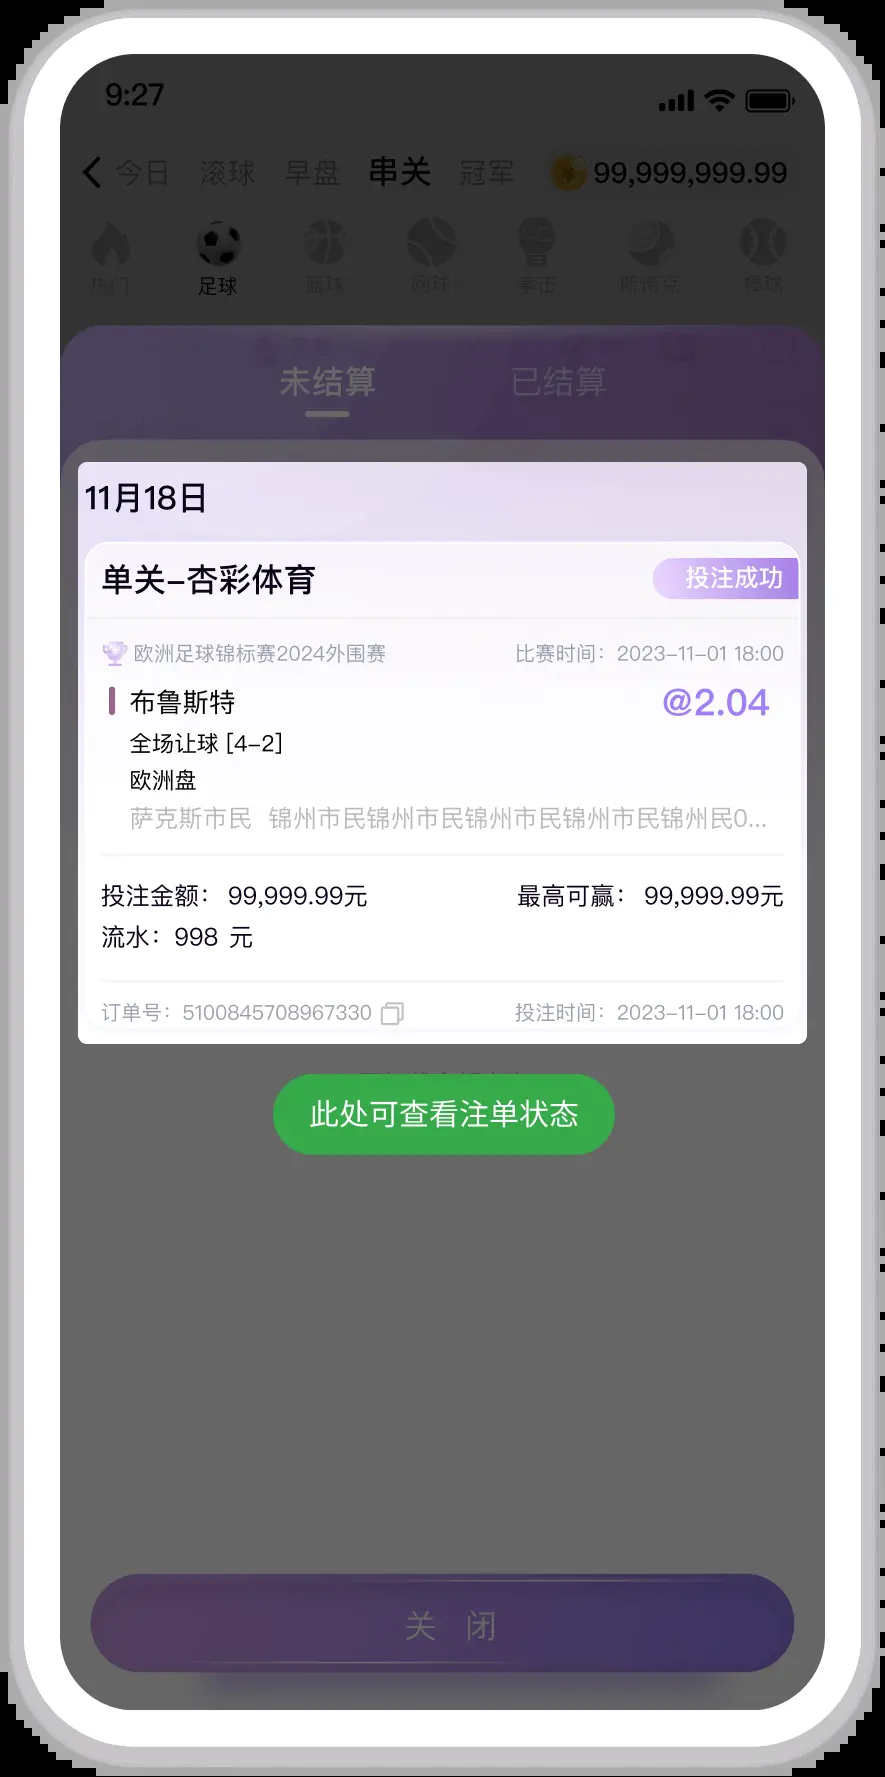 9:27
今日 滚球 早盘 串关 冠军 99,999,999.99
热门 足球 篮球 网球 拳击 斯诺克 棒球
未结算 已结算
11月18日
单关–杏彩体育 投注成功
欧洲足球锦标赛2024外围赛 比赛时间：2023–11–01 18:00
布鲁斯特 @2.04
全场让球 [4–2]
欧洲盘
萨克斯市民 锦州市民锦州市民锦州市民锦州市民锦州民0...
投注金额： 99,999.99元 最高可赢： 99,999.99元
流水：998 元
订单号：5100845708967330 投注时间：2023–11–01 18:00
此处可查看注单状态
关 闭